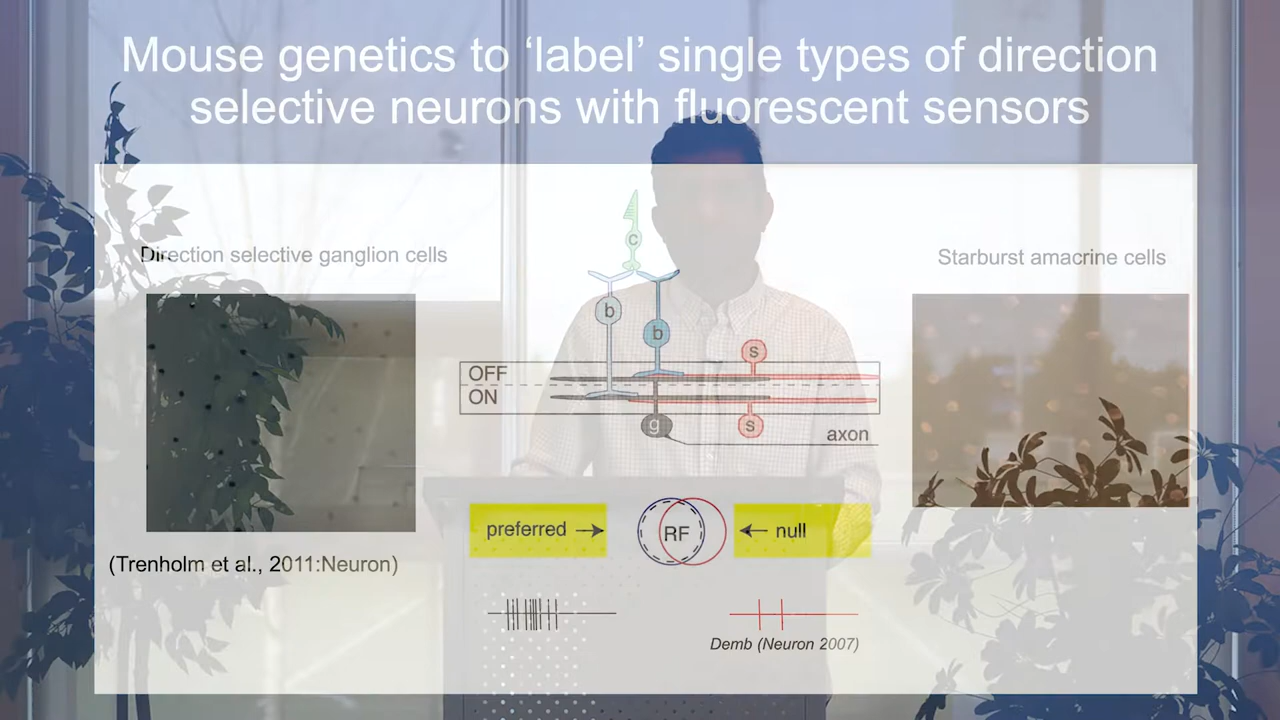 Mouse genetics to ‘label’ single types of direction
selective neurons with fluorescent sensors
Direction selective ganglion cells
Starburst amacrine cells
c
b
b
s
OFF
ON
g
s
axon
preferred →
RF
← null
(Trenholm et al., 2011:Neuron)
Demb (Neuron 2007)